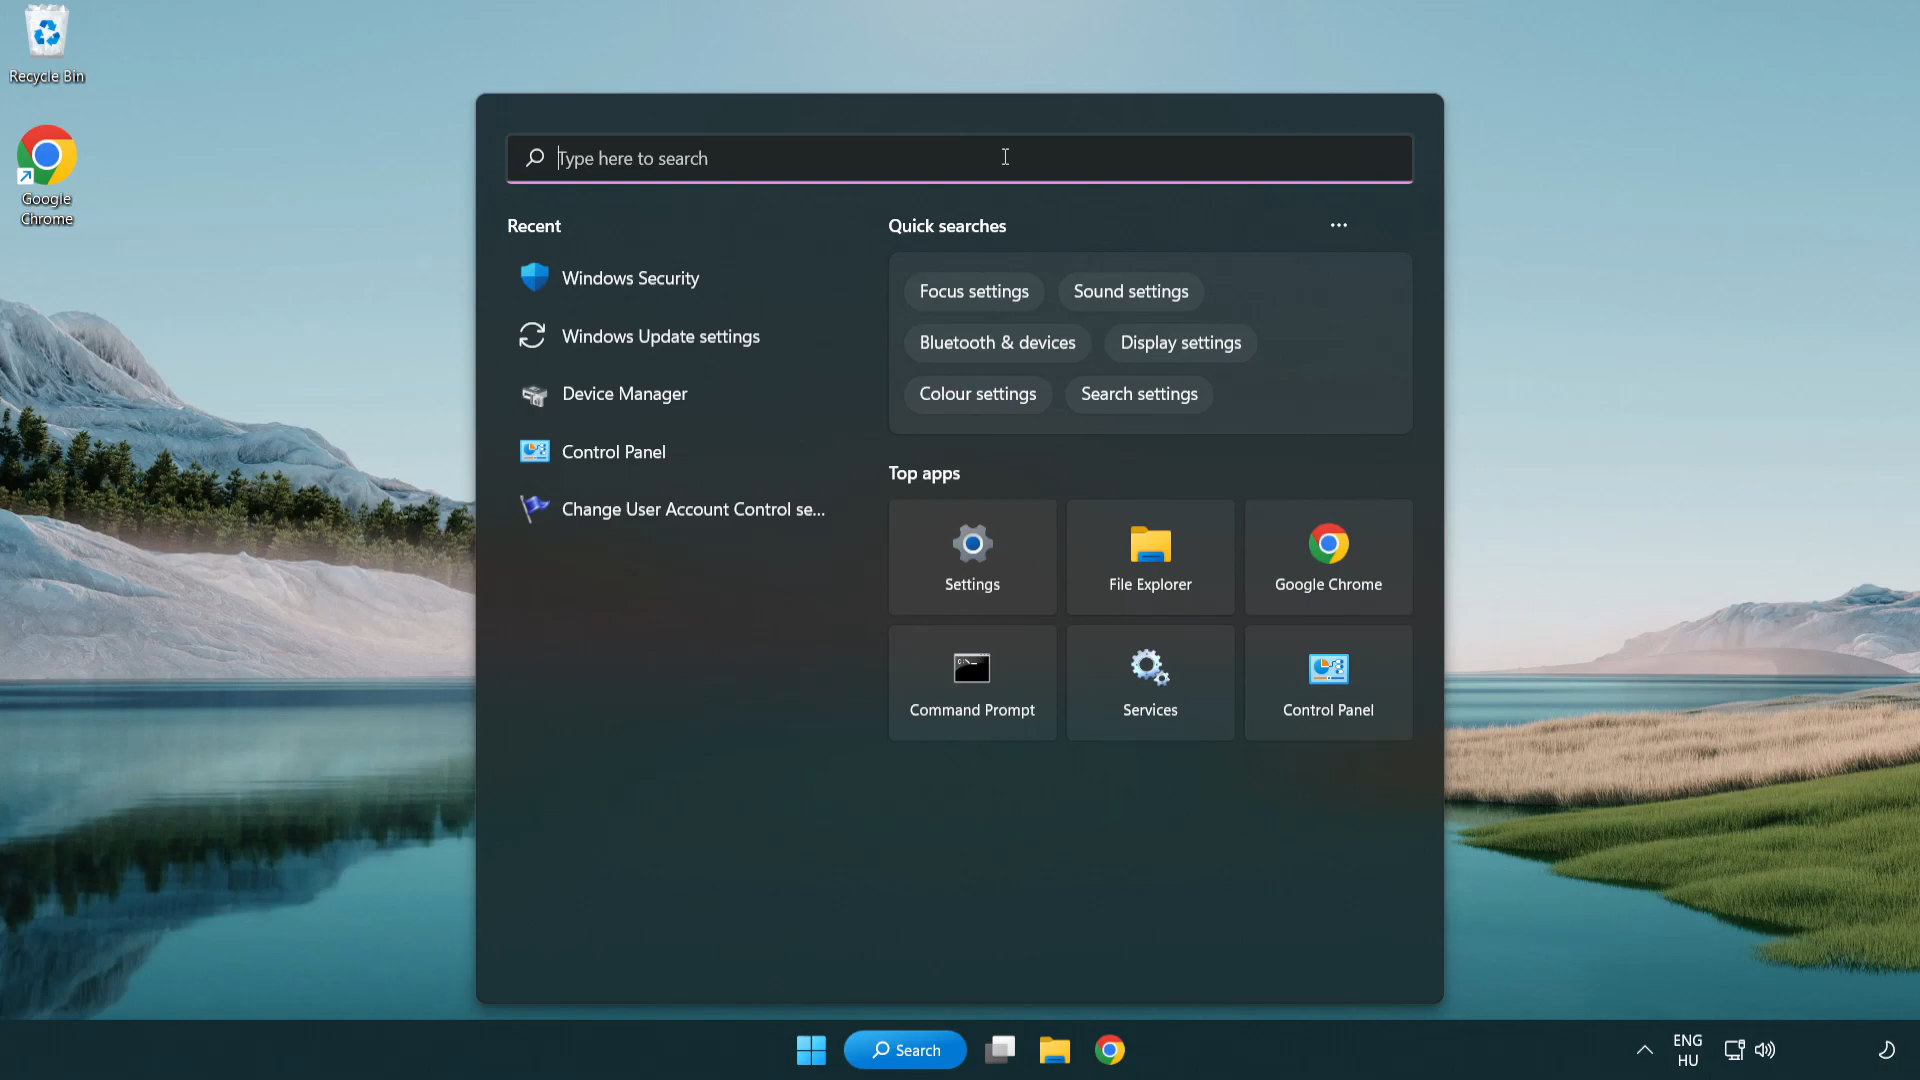 Recycle Bin
Google
Chrome
Type here to search
Recent
Windows Security
Windows Update settings
Device Manager
Control Panel
Change User Account Control se...
Quick searches
Focus settings
Sound settings
Bluetooth & devices
Display settings
Colour settings
Search settings
Top apps
Settings
File Explorer
Google Chrome
Command Prompt
Services
Control Panel
Search
ENG
HU